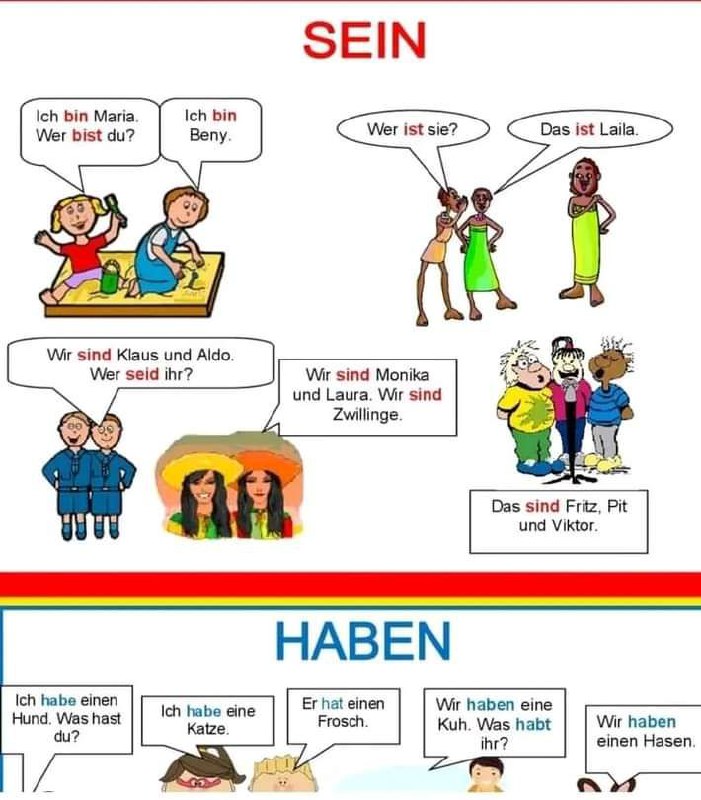 SEIN
Ich bin Maria.
Wer bist du?
Ich bin
Beny.
Wer ist sie?
Das ist Laila.
Wir sind Klaus und Aldo.
Wer seid ihr?
Wir sind Monika
und Laura. Wir sind
Zwillinge.
Das sind Fritz, Pit
und Viktor.
HABEN
Ich habe einen
Hund. Was hast
du?
Ich habe eine
Katze.
Er hat einen
Frosch.
Wir haben eine
Kuh. Was habt
ihr?
Wir haben
einen Hasen.